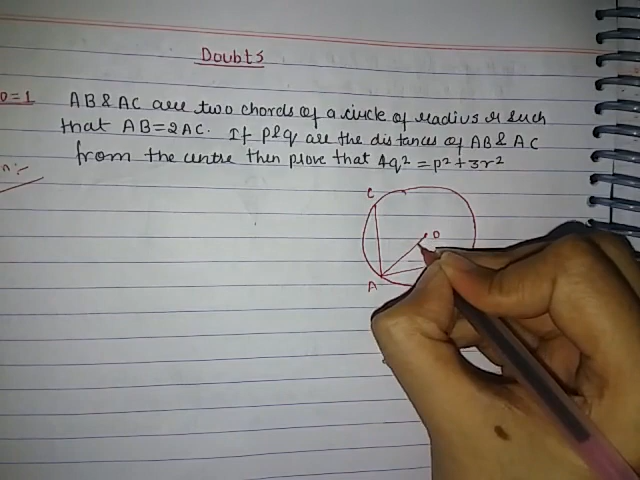 Doubts
o=1 AB & AC are two chords of a circle of radius r such
that AB=2AC. If p&q are the distances of AB & AC
from the centre then prove that 4q²=p²+3r²
n:-
C
O
A